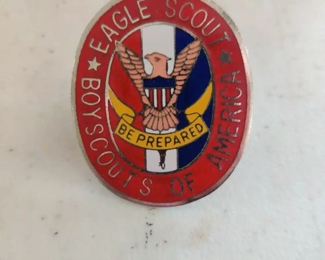 EAGLE SCOUT
BE PREPARED
BOY SCOUTS OF AMERICA